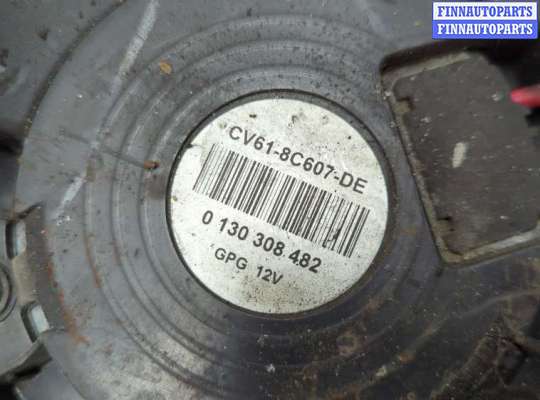 FINNAUTOPARTS
FINNAUTOPARTS
CV61-8C607-DE
0 130 308 482
GPG 12V